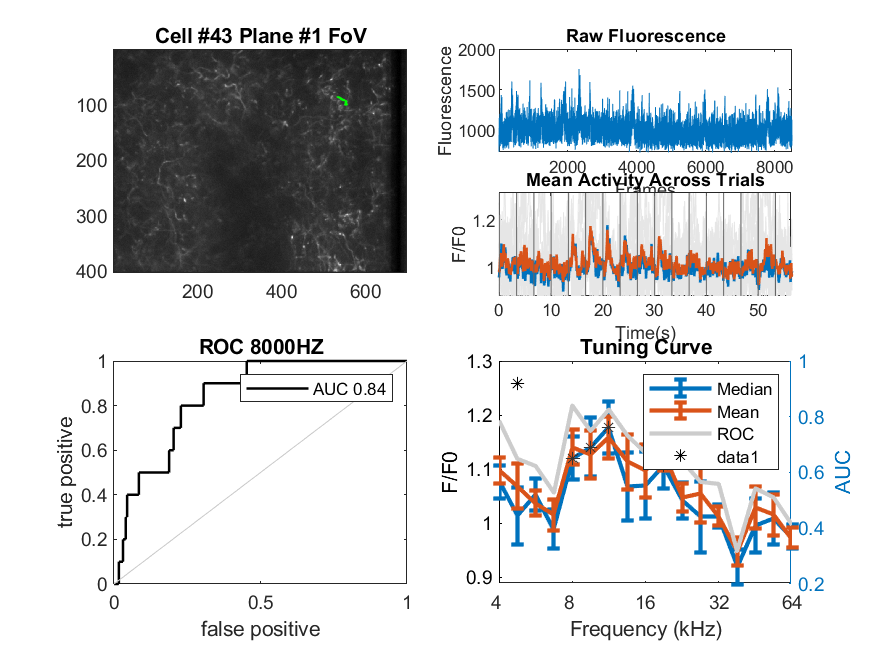 Cell #43 Plane #1 FoV
100
200
300
400
200
400
600
Raw Fluorescence
Fluorescence
2000
1500
1000
2000
4000
6000
8000
Frames
Mean Activity Across Trials
F/F0
1.2
1
0
10
20
30
40
50
Time(s)
ROC 8000HZ
true positive
1
0.8
0.6
0.4
0.2
0
AUC 0.84
0
0.5
1
false positive
Tuning Curve
F/F0
1.3
1.2
1.1
1
0.9
Median
Mean
ROC
data1
1
0.8
0.6
0.4
0.2
AUC
4
8
16
32
64
Frequency (kHz)